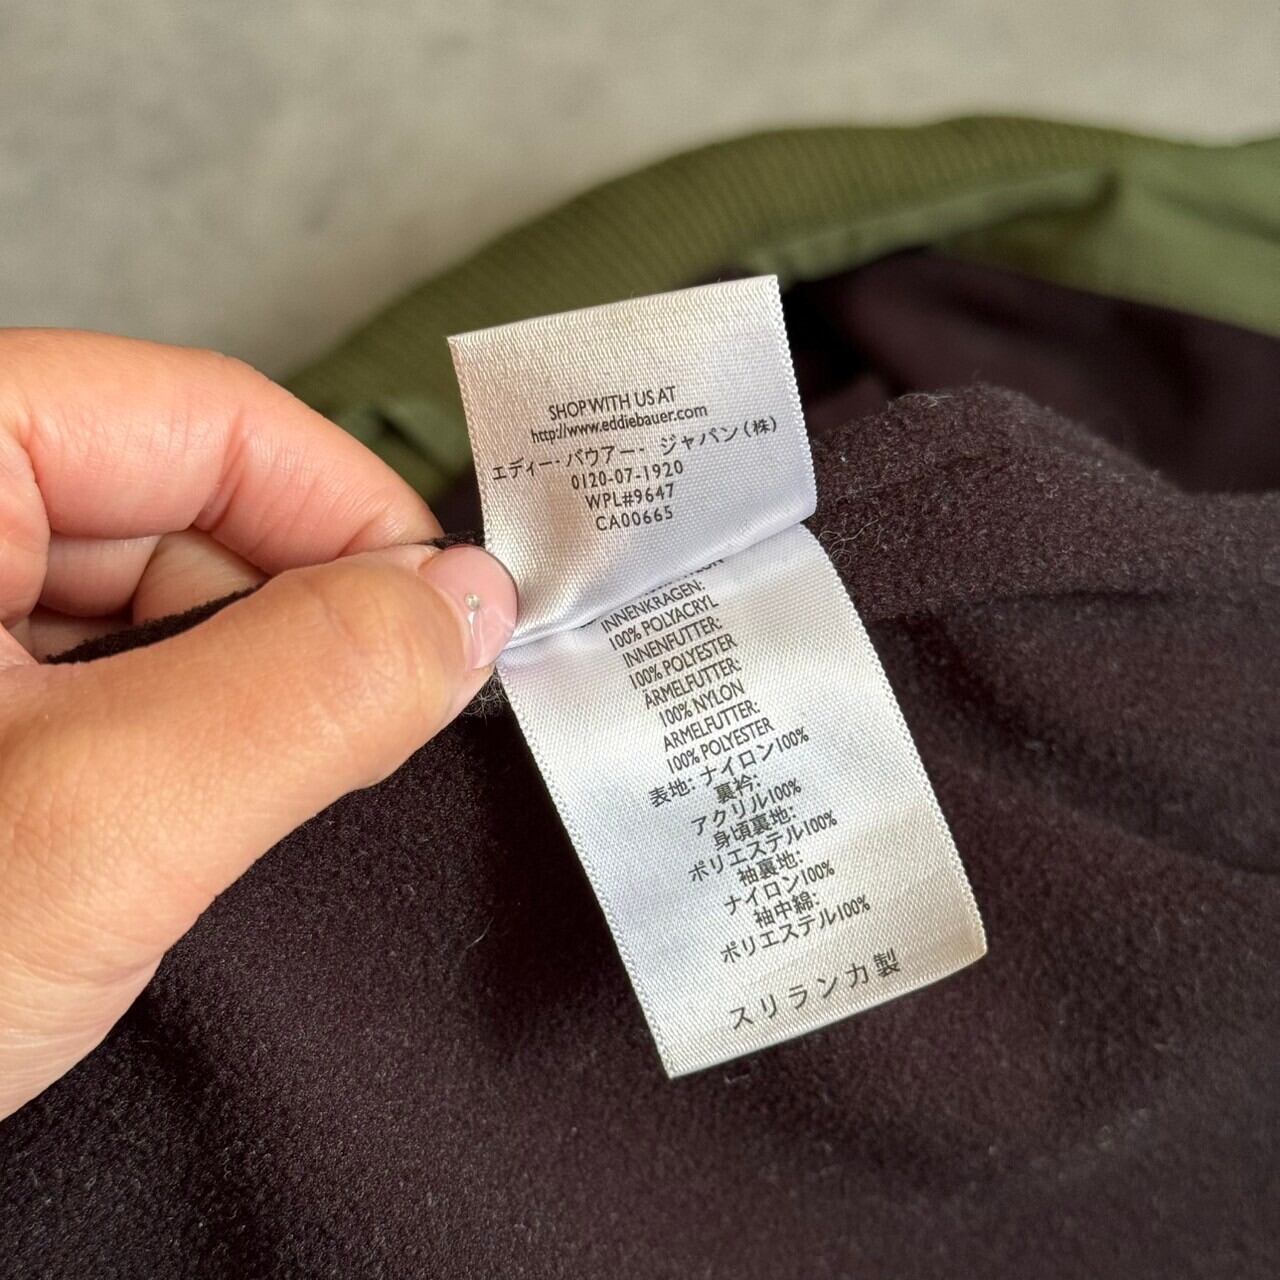 SHOP WITH US AT
http://www.eddiebauer.com
エディー・バウアー・ジャパン(株)
0120-07-1920
WPL#9647
CA00665
INNENKRAGEN:
100% POLYACRYL
INNENFUTTER:
100% POLYESTER
ÄRMELFUTTER:
100% NYLON
ARMELFUTTER:
100% POLYESTER
表地: ナイロン100%
裏衿:
アクリル100%
身頃裏地:
ポリエステル100%
袖裏地:
ナイロン100%
袖中綿:
ポリエステル100%
スリランカ製